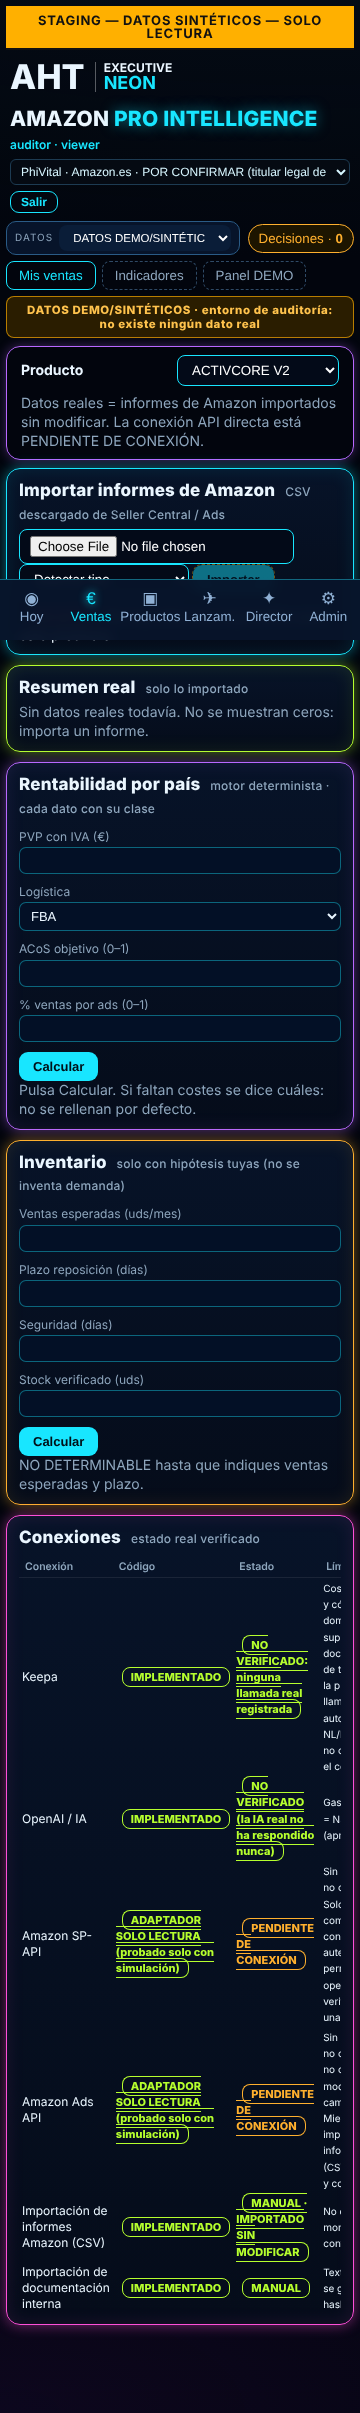 STAGING — DATOS SINTÉTICOS — SOLO
LECTURA
AHT EXECUTIVE
NEON
AMAZON PRO INTELLIGENCE
auditor · viewer
PhiVital · Amazon.es · POR CONFIRMAR (titular legal de
Salir
DATOS DATOS DEMO/SINTÉTIC
Decisiones · 0
Mis ventas Indicadores Panel DEMO
DATOS DEMO/SINTÉTICOS · entorno de auditoría:
no existe ningún dato real
Producto ACTIVCORE V2
Datos reales = informes de Amazon importados
sin modificar. La conexión API directa está
PENDIENTE DE CONEXIÓN.
Importar informes de Amazon CSV
descargado de Seller Central / Ads
Choose File No file chosen
◉ € ▣ ✈ ✦ ⚙
Hoy Ventas Productos Lanzam. Director Admin
Resumen real solo lo importado
Sin datos reales todavía. No se muestran ceros:
importa un informe.
Rentabilidad por país motor determinista ·
cada dato con su clase
PVP con IVA (€)
Logística
FBA
ACoS objetivo (0–1)
% ventas por ads (0–1)
Calcular
Pulsa Calcular. Si faltan costes se dice cuáles:
no se rellenan por defecto.
Inventario solo con hipótesis tuyas (no se
inventa demanda)
Ventas esperadas (uds/mes)
Plazo reposición (días)
Seguridad (días)
Stock verificado (uds)
Calcular
NO DETERMINABLE hasta que indiques ventas
esperadas y plazo.
Conexiones estado real verificado
Conexión Código Estado
Keepa
IMPLEMENTADO
NO
VERIFICADO:
ninguna
llamada real
registrada
OpenAI / IA
IMPLEMENTADO
NO
VERIFICADO
(la IA real no
ha respondido
nunca)
Amazon SP-
API
ADAPTADOR
SOLO LECTURA
(probado solo con
simulación)
PENDIENTE
DE
CONEXIÓN
Amazon Ads
API
ADAPTADOR
SOLO LECTURA
(probado solo con
simulación)
PENDIENTE
DE
CONEXIÓN
Importación de
informes
Amazon (CSV)
IMPLEMENTADO
MANUAL ·
IMPORTADO
SIN
MODIFICAR
Importación de
documentación
interna
IMPLEMENTADO
MANUAL